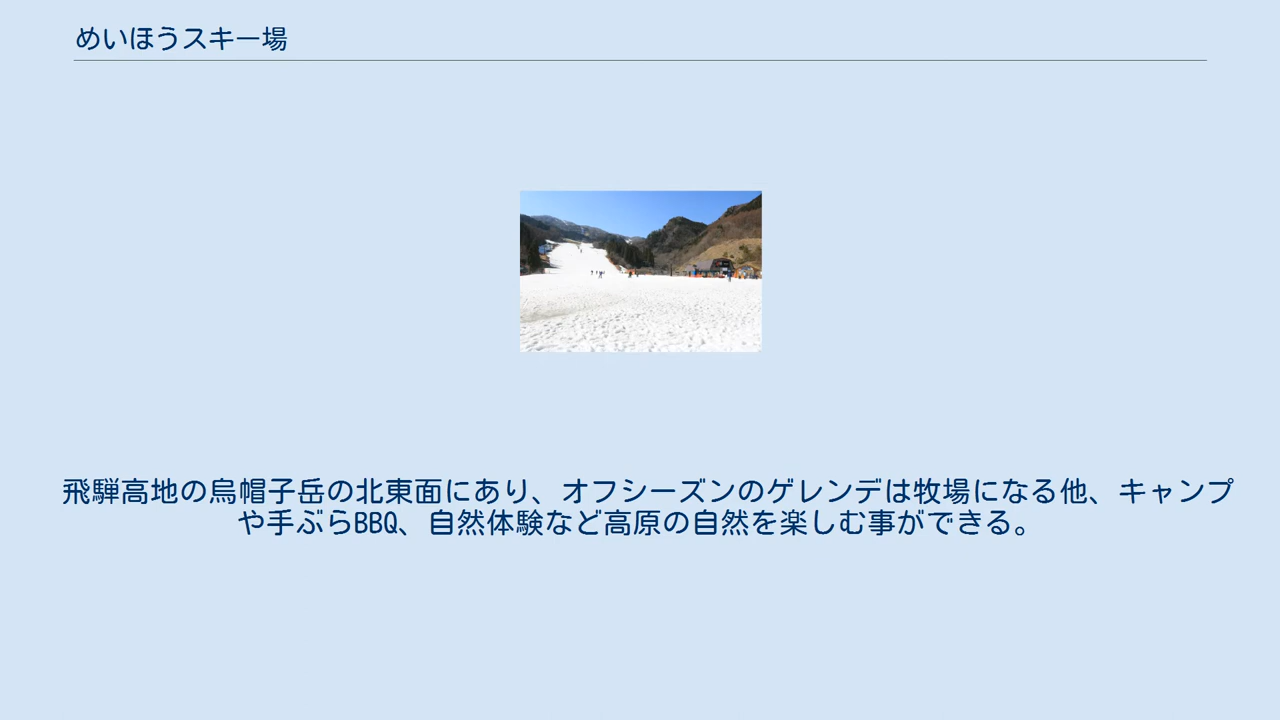 めいほうスキー場
飛騨高地の烏帽子岳の北東面にあり、オフシーズンのゲレンデは牧場になる他、キャンプ
や手ぶらBBQ、自然体験など高原の自然を楽しむ事ができる。